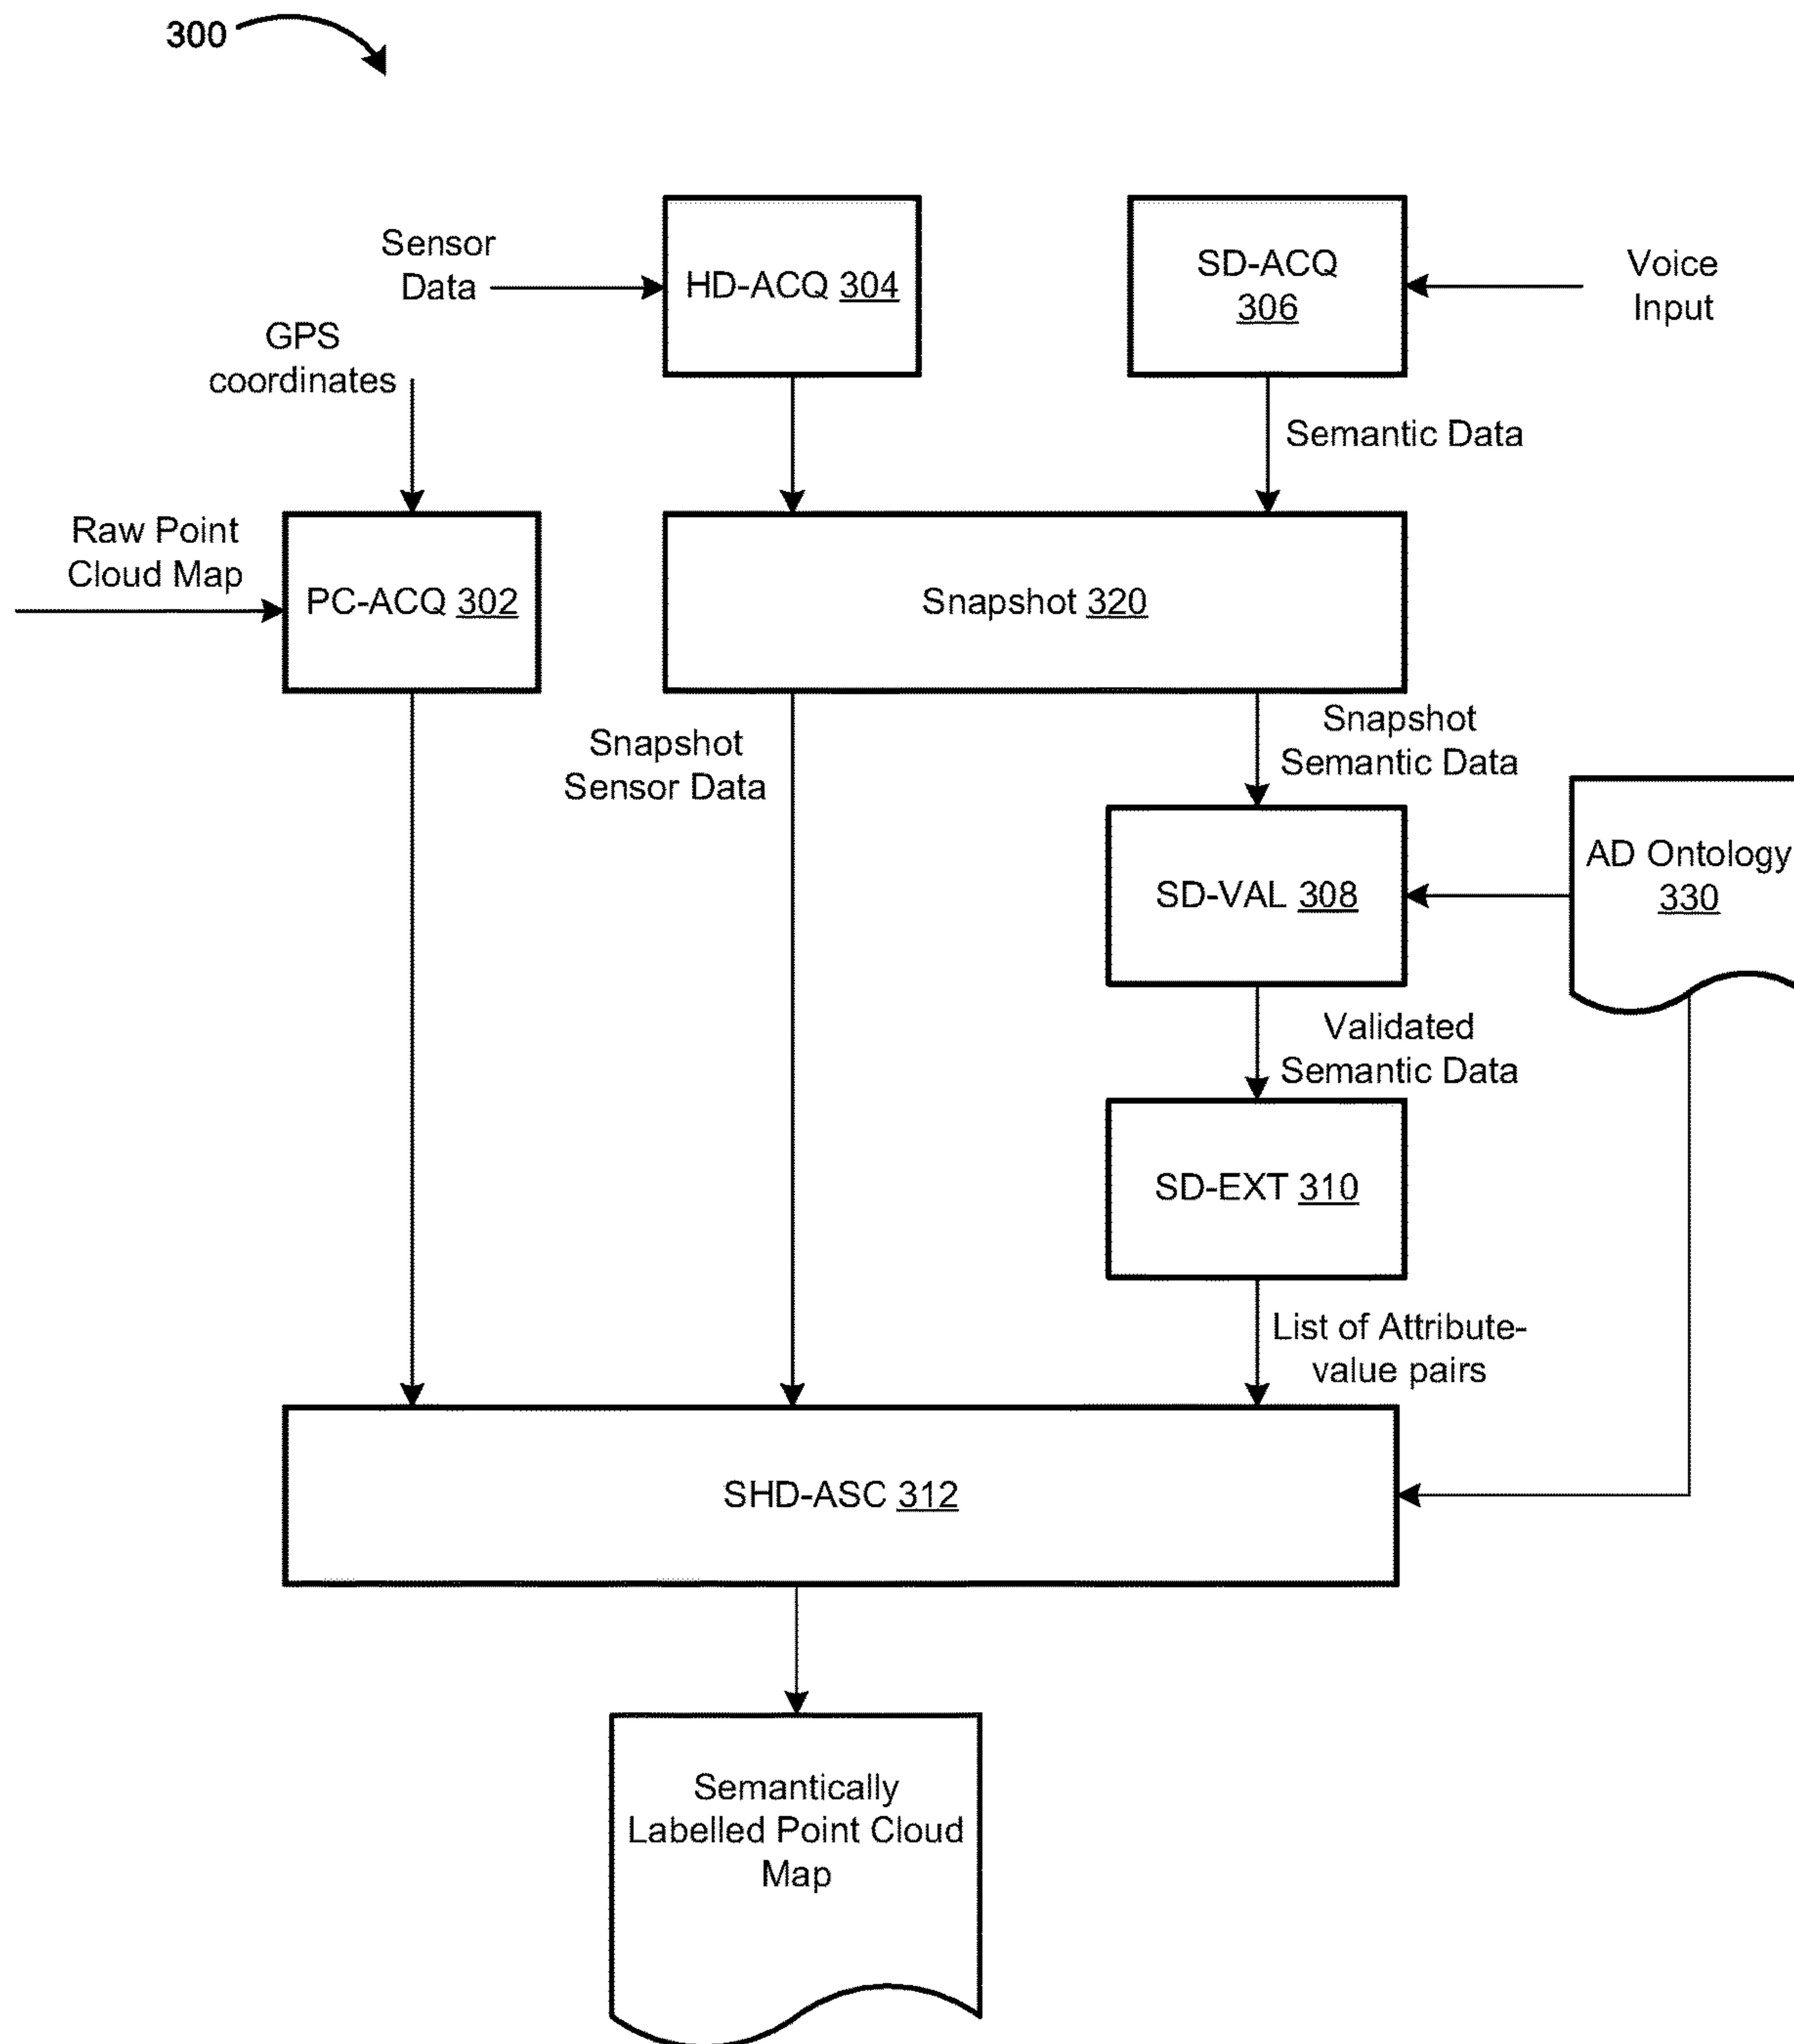 300
Sensor
Data
HD-ACQ 304
SD-ACQ
306
Voice
Input
GPS
coordinates
Semantic Data
Raw Point
Cloud Map
PC-ACQ 302
Snapshot 320
Snapshot
Sensor Data
Snapshot
Semantic Data
AD Ontology
330
SD-VAL 308
Validated
Semantic Data
SD-EXT 310
List of Attribute-
value pairs
SHD-ASC 312
Semantically
Labelled Point Cloud
Map